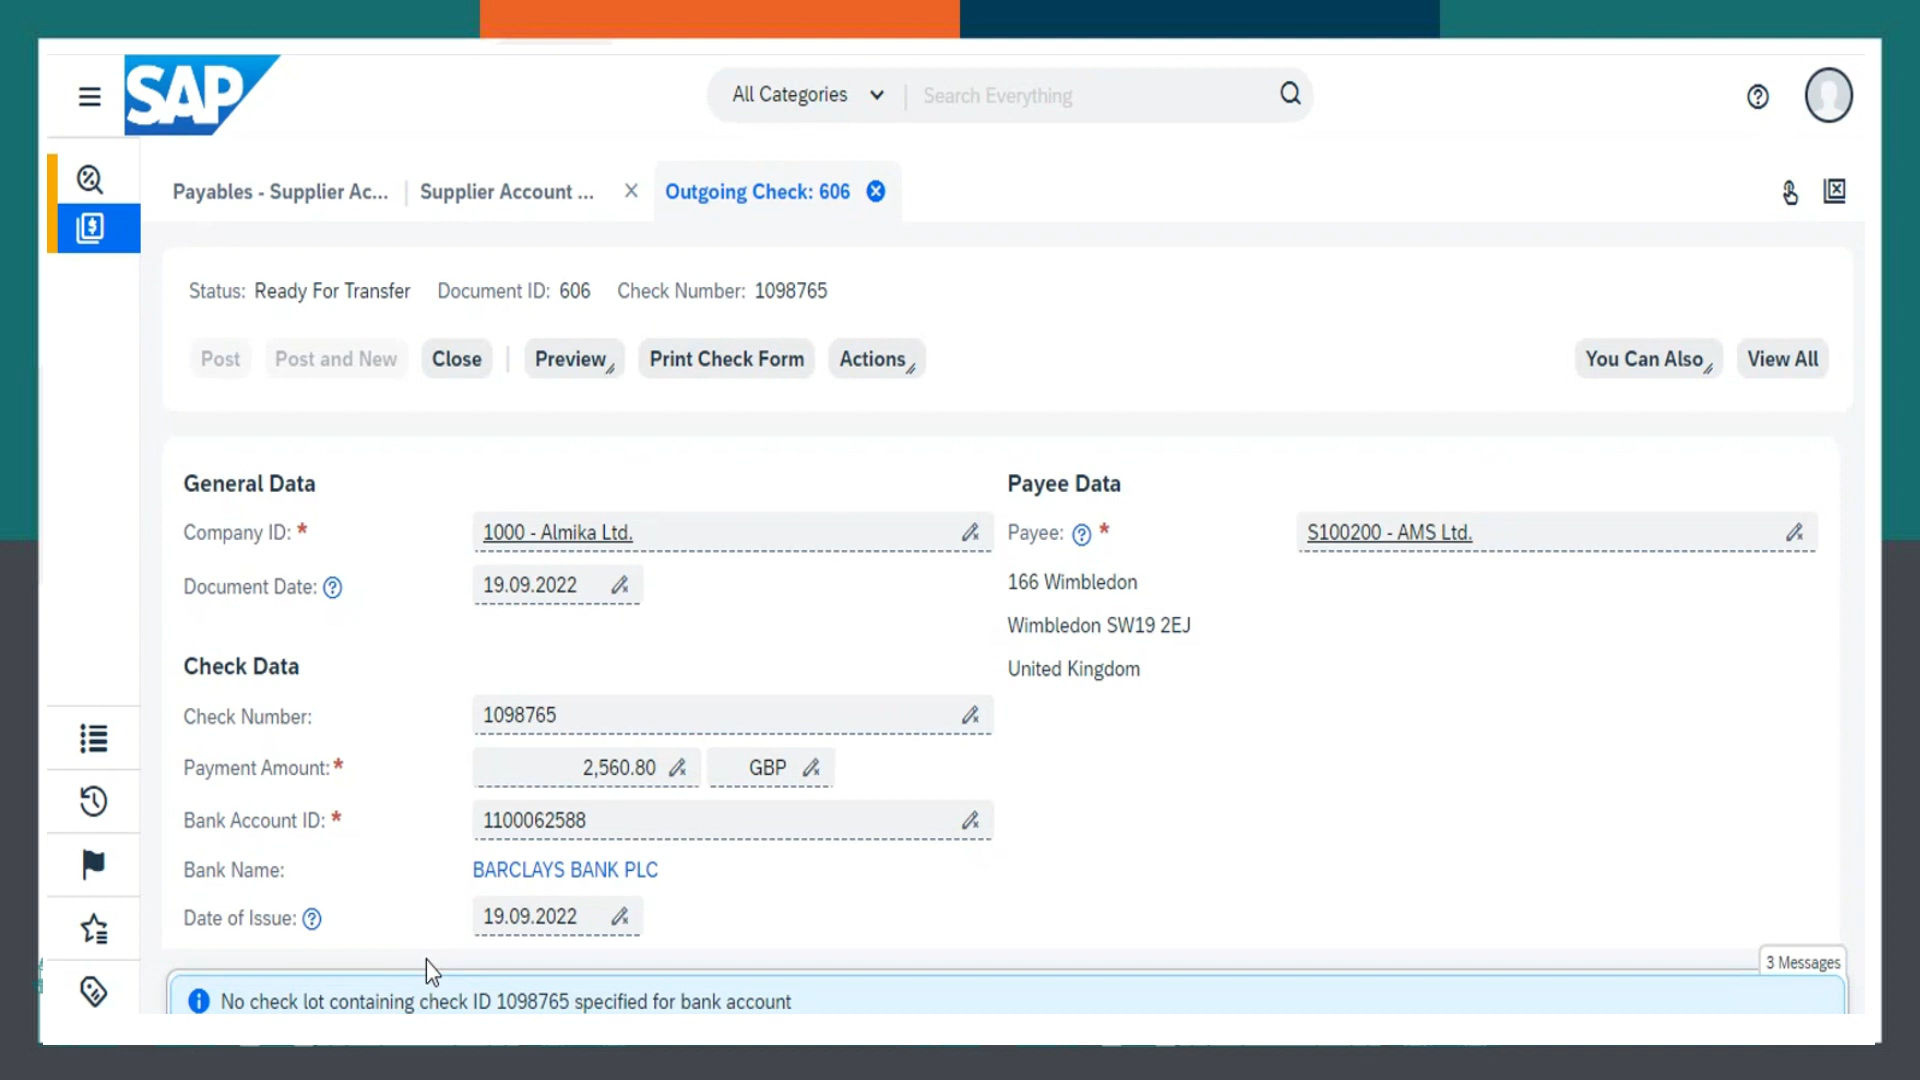 SAP
All Categories
Search Everything
Payables - Supplier Ac...
Supplier Account ...
Outgoing Check: 606
Status: Ready For Transfer Document ID: 606 Check Number: 1098765
Post
Post and New
Close
Preview
Print Check Form
Actions
You Can Also
View All
General Data
Company ID: * 1000 - Almika Ltd.
Document Date: 19.09.2022
Check Data
Check Number: 1098765
Payment Amount: * 2,560.80 GBP
Bank Account ID: * 1100062588
Bank Name: BARCLAYS BANK PLC
Date of Issue: 19.09.2022
Payee Data
Payee: * S100200 - AMS Ltd.
166 Wimbledon
Wimbledon SW19 2EJ
United Kingdom
3 Messages
No check lot containing check ID 1098765 specified for bank account